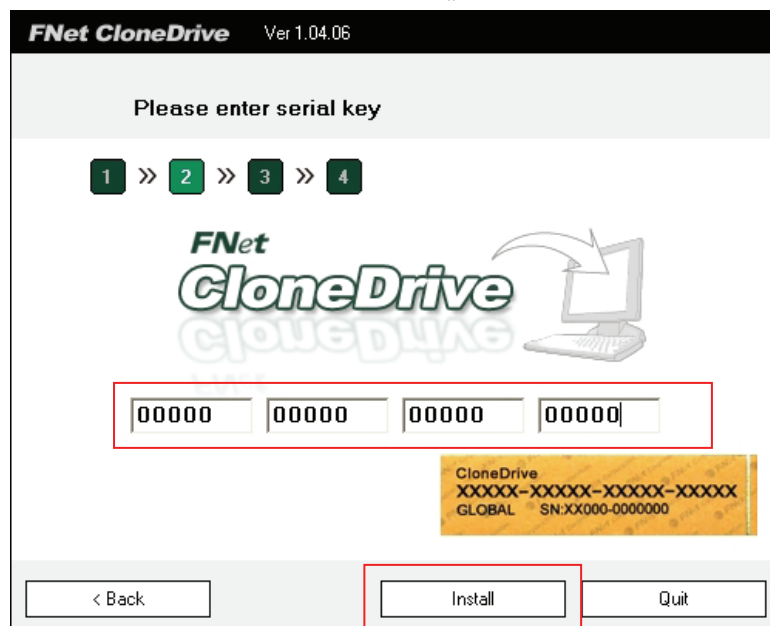 FNet CloneDrive Ver 1.04.06
Please enter serial key
1 » 2 » 3 » 4
FNet
CloneDrive
00000 00000 00000 00000
CloneDrive
XXXXX-XXXXX-XXXXX-XXXXX
GLOBAL SN:XX000-0000000
< Back Install Quit